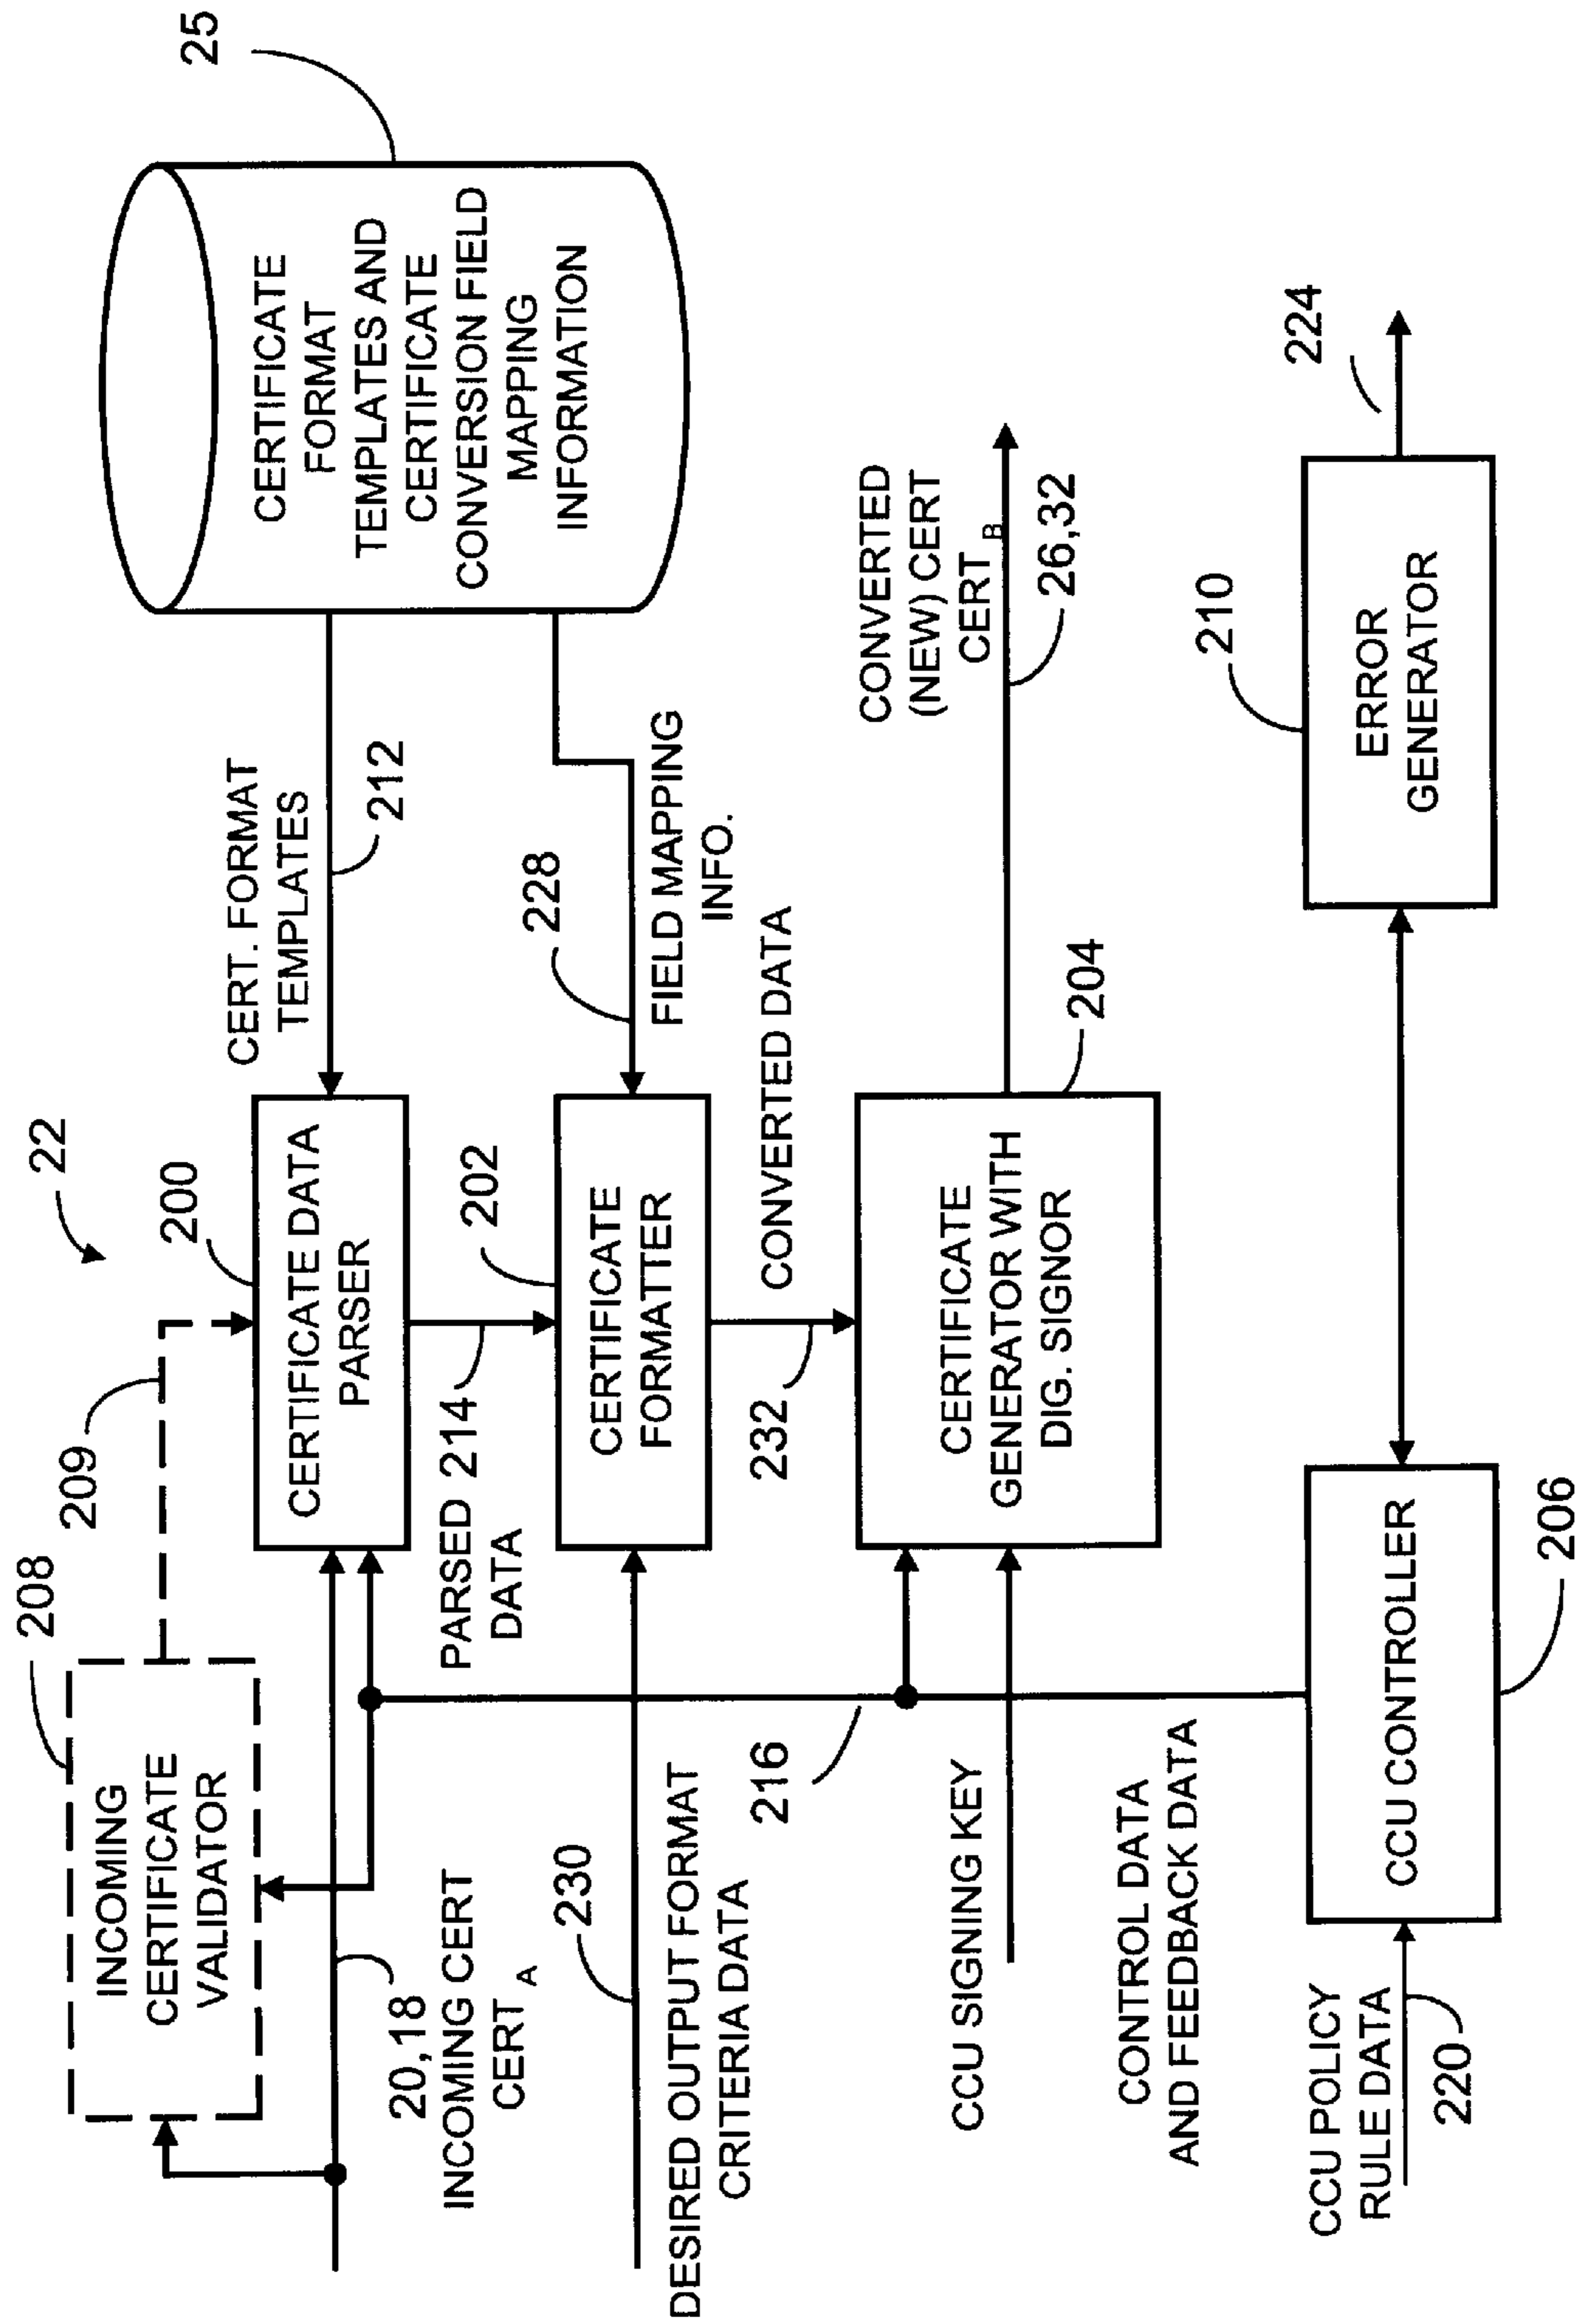 22
208
INCOMING
CERTIFICATE
VALIDATOR
209
200
CERTIFICATE DATA
PARSER
CERT. FORMAT
TEMPLATES
212
25
CERTIFICATE
FORMAT
TEMPLATES AND
CERTIFICATE
CONVERSION FIELD
MAPPING
INFORMATION
20,18
INCOMING CERT
CERT A
PARSED 214
DATA
202
CERTIFICATE
FORMATTER
228
FIELD MAPPING
INFO.
230
DESIRED OUTPUT FORMAT
CRITERIA DATA
216
232
CONVERTED DATA
CERTIFICATE
GENERATOR WITH
DIG. SIGNOR
204
CONVERTED
(NEW) CERT
CERT B
26,32
CCU SIGNING KEY
CONTROL DATA
AND FEEDBACK DATA
CCU POLICY
RULE DATA
220
CCU CONTROLLER
206
210
ERROR
GENERATOR
224